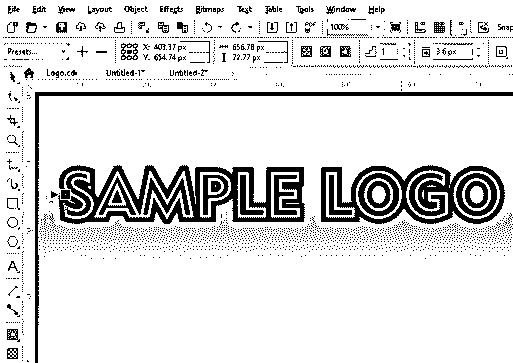 File Edit View Layout Object Effects Bitmaps Text Table Tools Window Help
100% Snap
Presets... X: 403.37 px 656.78 px
Y: 654.74 px 72.77 px 1 3.6 px
Logo.cdr Untitled-1* Untitled-2*
SAMPLE LOGO